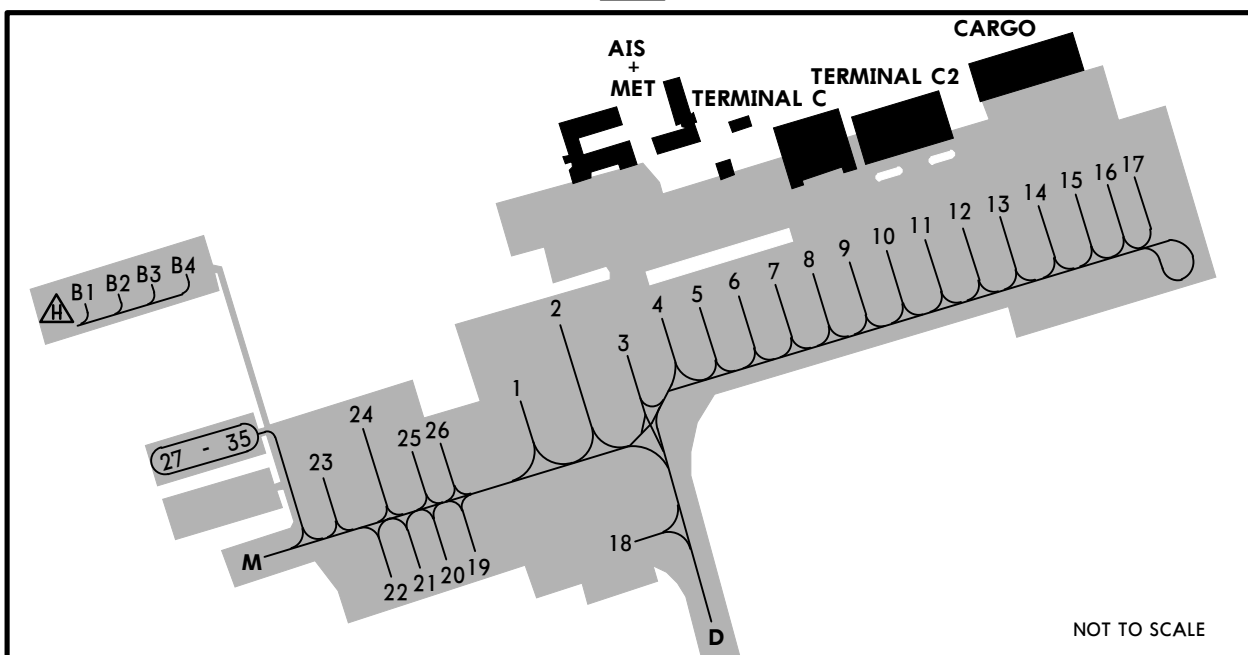 CARGO
AIS
+
MET
TERMINAL C2
TERMINAL C
17
16
15
14
13
12
11
10
9
8
7
6
5
4
3
2
1
B4
B3
B2
B1
H
24
26
25
27 - 35
23
18
M
19
20
21
22
D
NOT TO SCALE